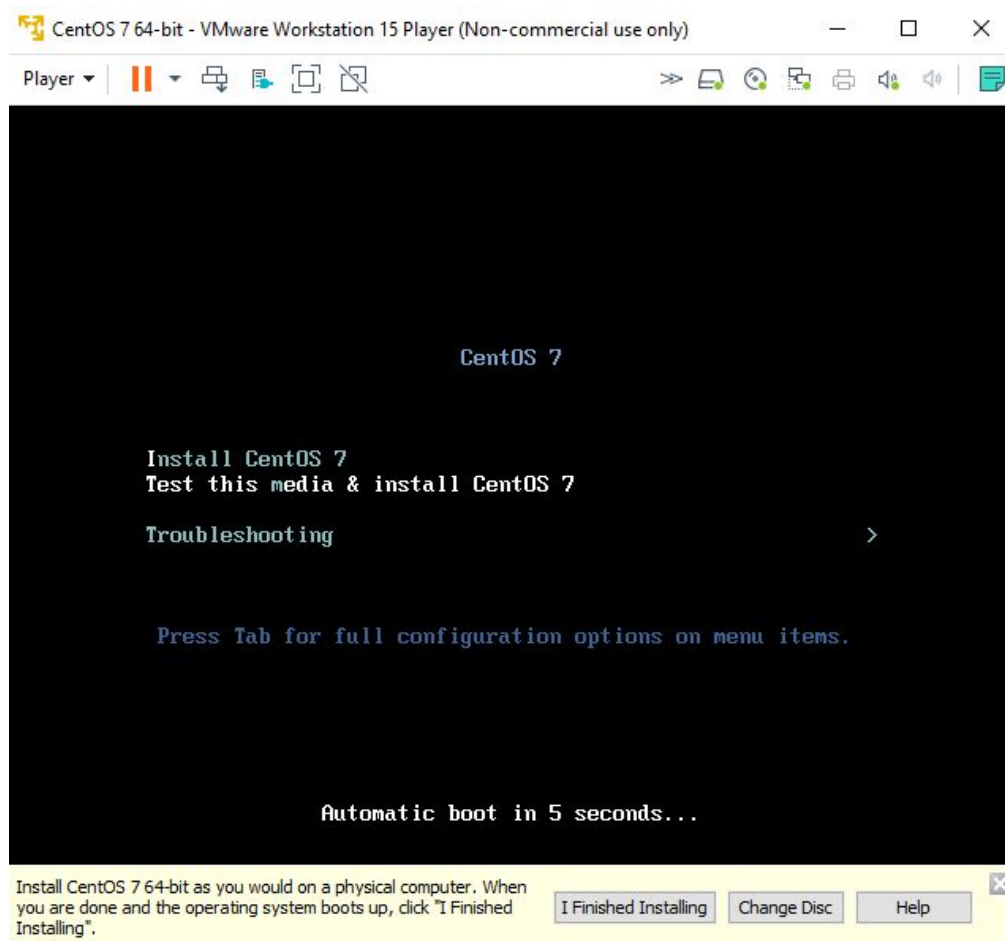 CentOS 7 64-bit - VMware Workstation 15 Player (Non-commercial use only)
Player
CentOS 7
Install CentOS 7
Test this media & install CentOS 7
Troubleshooting >
Press Tab for full configuration options on menu items.
Automatic boot in 5 seconds...
Install CentOS 7 64-bit as you would on a physical computer. When
you are done and the operating system boots up, click "I Finished
Installing".
I Finished Installing
Change Disc
Help